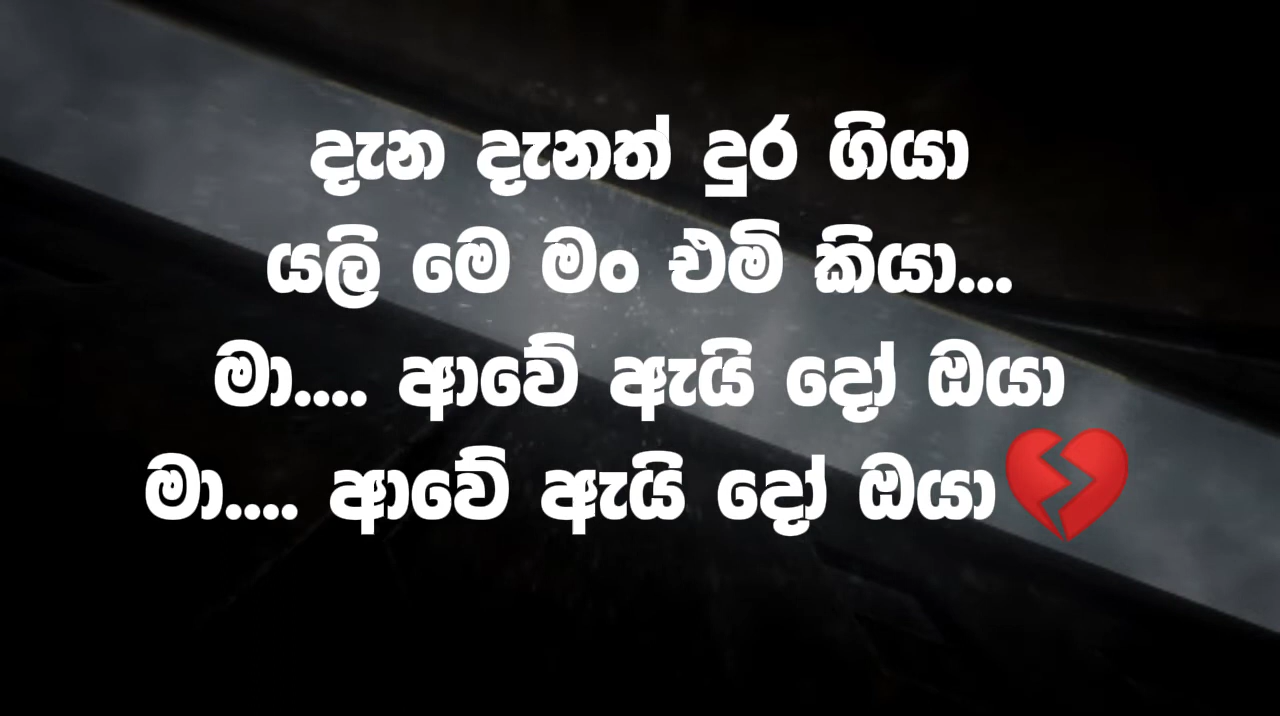 දැන දැනත් දුර ගියා
යලි මෙ මං එමි කියා...
මා.... ආවේ ඇයි දෝ ඔයා
මා.... ආවේ ඇයි දෝ ඔයා💔